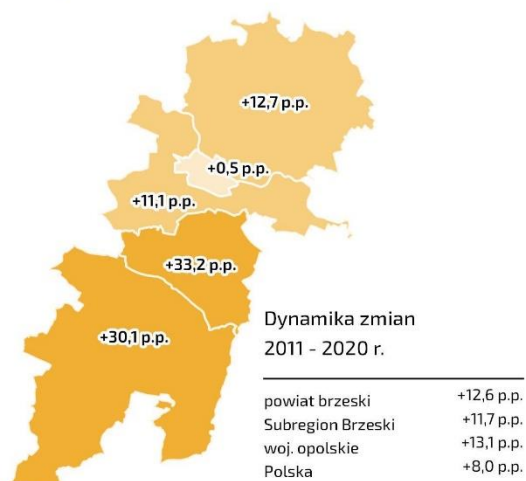 +12,7 p.p.
+0,5 p.p.
+11,1 p.p.
+33,2 p.p.
+30,1 p.p.
Dynamika zmian
2011 - 2020 r.
powiat brzeski +12,6 p.p.
Subregion Brzeski +11,7 p.p.
woj. opolskie +13,1 p.p.
Polska +8,0 p.p.